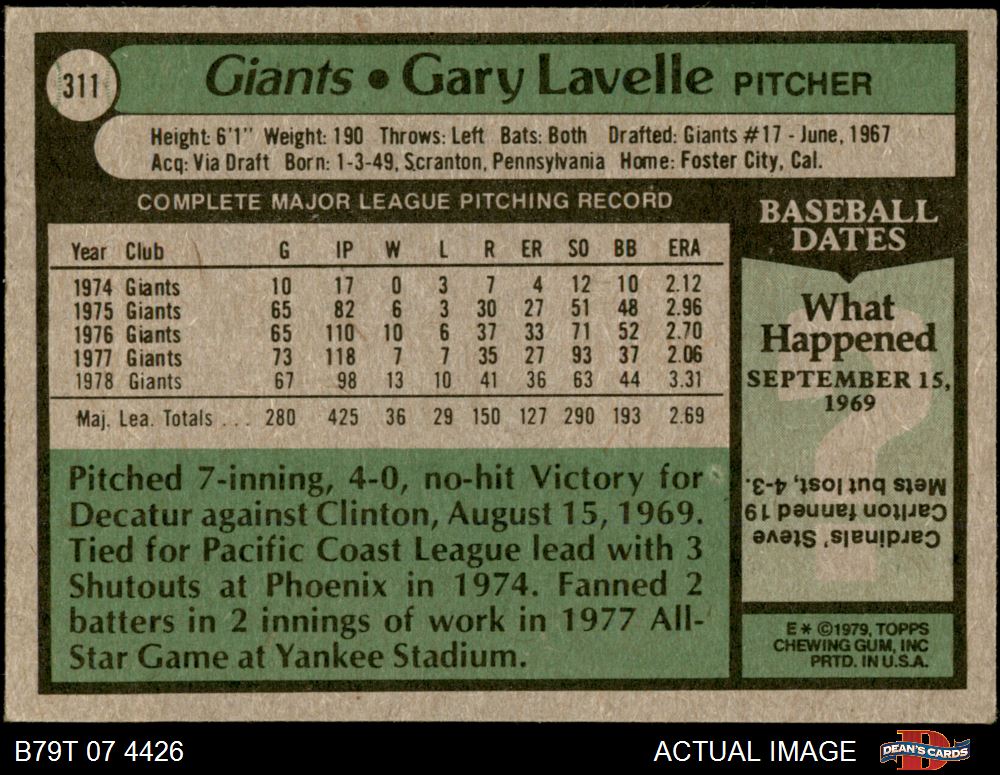 311
Giants • Gary Lavelle PITCHER
Height: 6'1" Weight: 190 Throws: Left Bats: Both Drafted: Giants #17 - June, 1967
Acq: Via Draft Born: 1-3-49, Scranton, Pennsylvania Home: Foster City, Cal.
COMPLETE MAJOR LEAGUE PITCHING RECORD
Year Club G IP W L R ER SO BB ERA
1974 Giants 10 17 0 3 7 4 12 10 2.12
1975 Giants 65 82 6 3 30 27 51 48 2.96
1976 Giants 65 110 10 6 37 33 71 52 2.70
1977 Giants 73 118 7 7 35 27 93 37 2.06
1978 Giants 67 98 13 10 41 36 63 44 3.31
Maj. Lea. Totals ... 280 425 36 29 150 127 290 193 2.69
Pitched 7-inning, 4-0, no-hit Victory for
Decatur against Clinton, August 15, 1969.
Tied for Pacific Coast League lead with 3
Shutouts at Phoenix in 1974. Fanned 2
batters in 2 innings of work in 1977 All-
Star Game at Yankee Stadium.
BASEBALL
DATES
What
Happened
SEPTEMBER 15,
1969
?
Cardinals' Steve
Carlton fanned 19
Mets but lost, 4-3.
E * ©1979, TOPPS
CHEWING GUM, INC
PRTD. IN U.S.A.
B79T 07 4426
ACTUAL IMAGE
D
DEAN'S CARDS